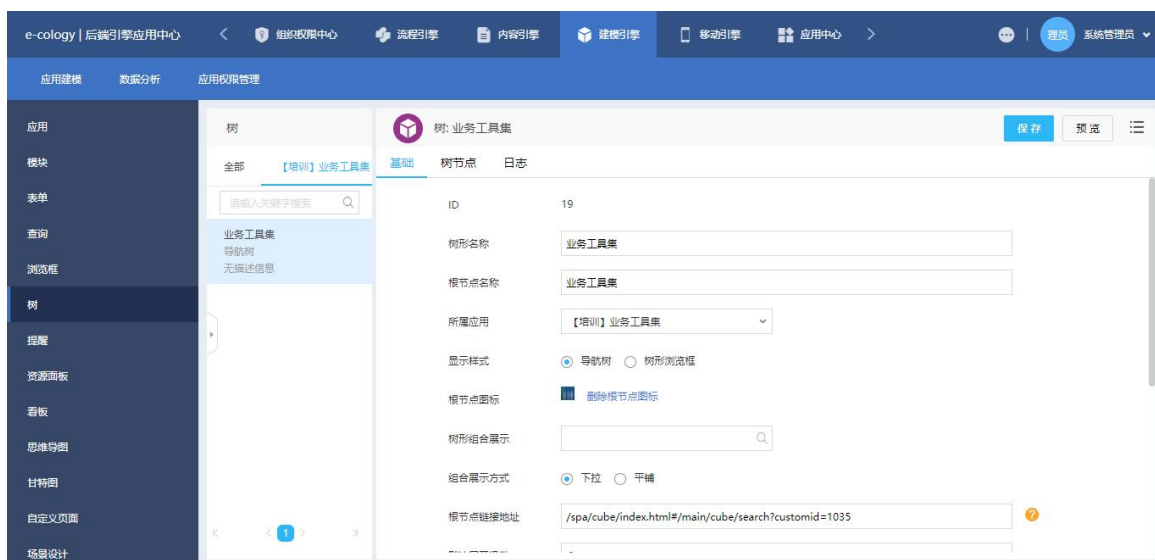 e-cology | 后端引擎应用中心 组织权限中心 流程引擎 内容引擎 建模引擎 移动引擎 应用中心 理员 系统管理员
应用建模 数据分析 应用权限管理
应用
模块
表单
查询
浏览框
树
提醒
资源面板
看板
思维导图
甘特图
自定义页面
场景设计
树
全部 【培训】业务工具集
请输入关键字搜索
业务工具集
导航树
无描述信息
1
树: 业务工具集 保存 预览
基础 树节点 日志
ID 19
树形名称 业务工具集
根节点名称 业务工具集
所属应用 【培训】业务工具集
显示样式 导航树 树形浏览框
根节点图标 删除根节点图标
树形组合展示
组合展示方式 下拉 平铺
根节点链接地址 /spa/cube/index.html#/main/cube/search?customid=1035